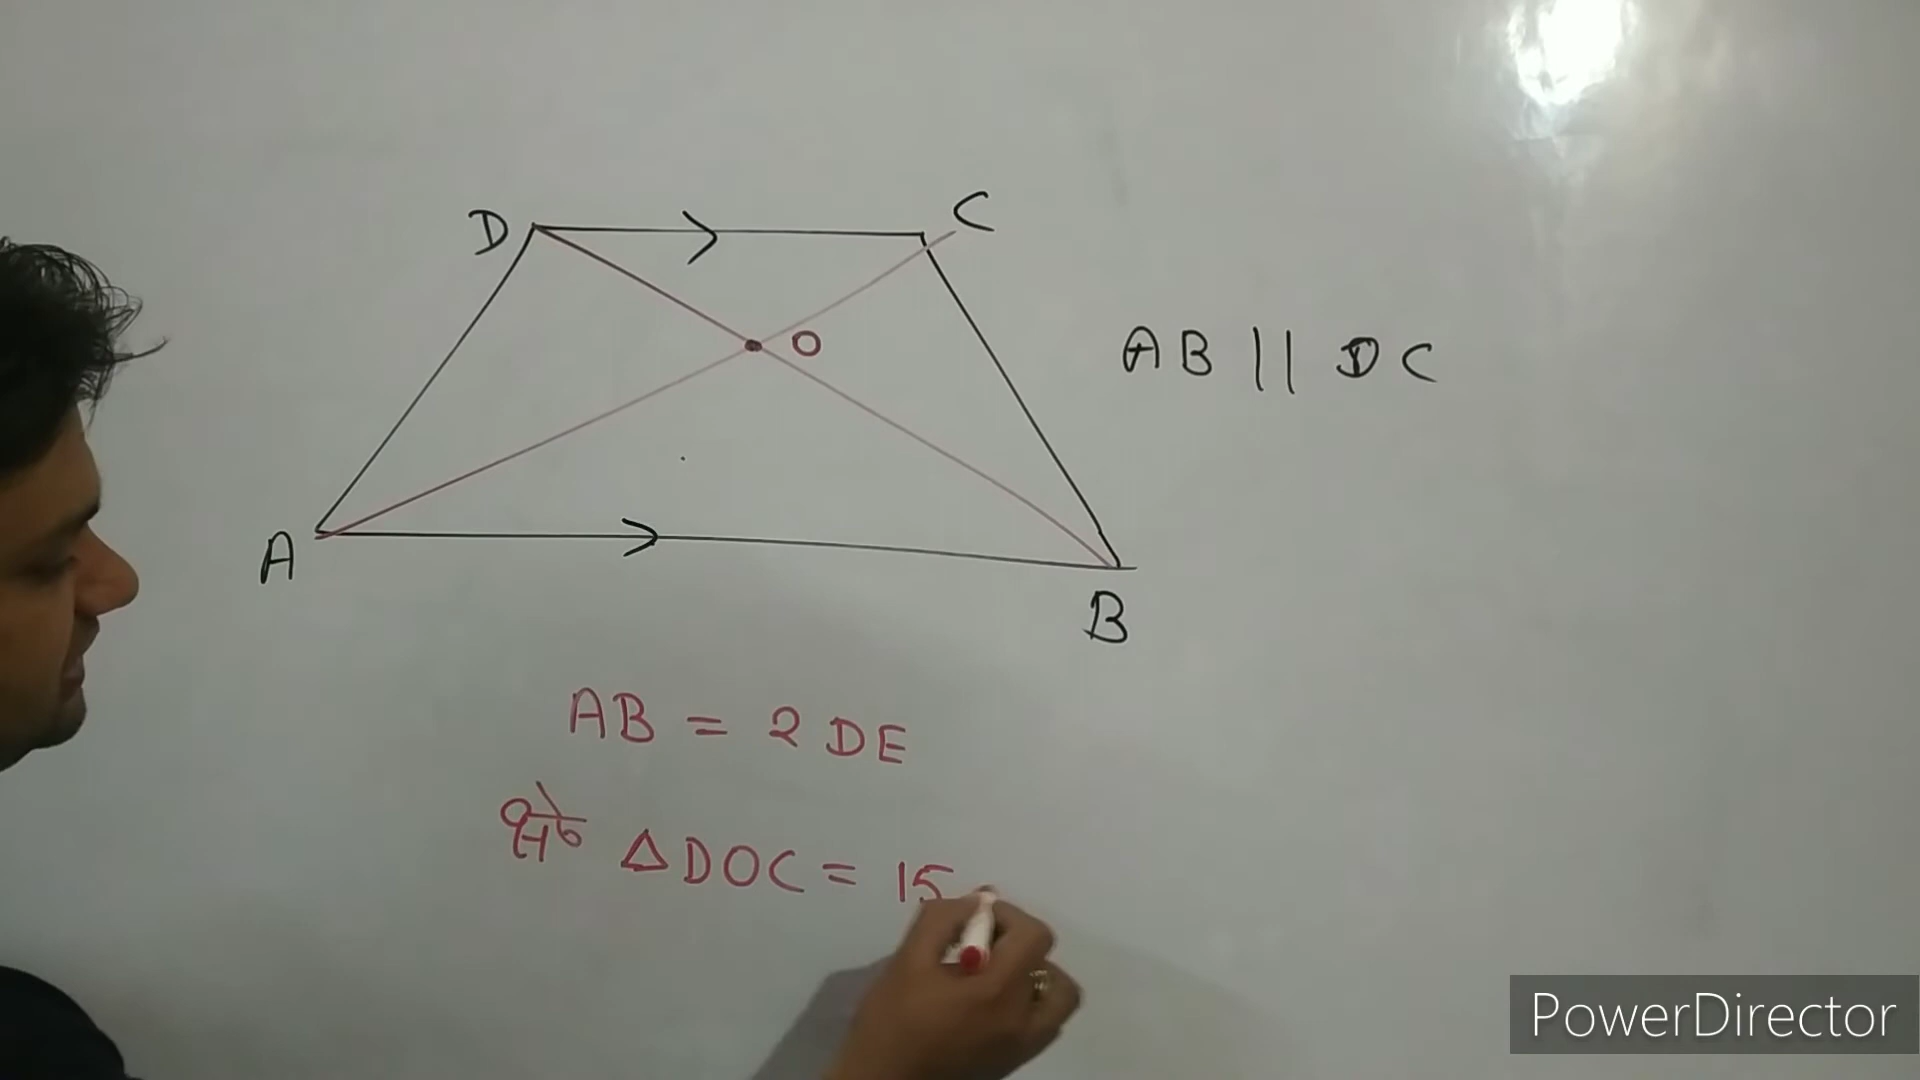 D
C
O
AB || DC
A
B
AB = 2 DE
क्षे० ΔDOC = 15
PowerDirector